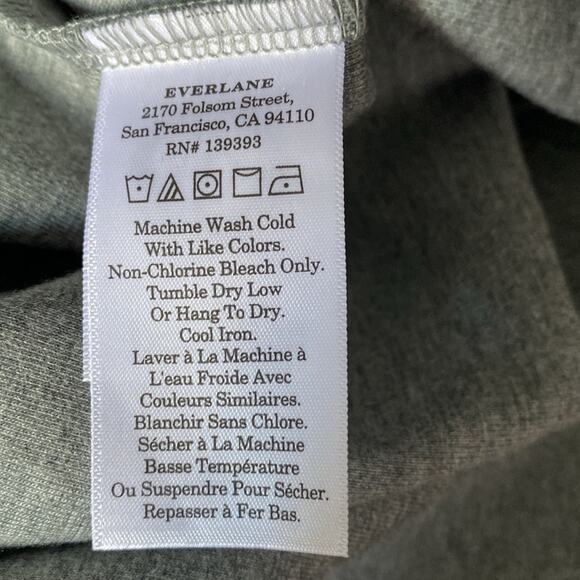 EVERLANE
2170 Folsom Street,
San Francisco, CA 94110
RN# 139393
Machine Wash Cold
With Like Colors.
Non-Chlorine Bleach Only.
Tumble Dry Low
Or Hang To Dry.
Cool Iron.
Laver à La Machine à
L'eau Froide Avec
Couleurs Similaires.
Blanchir Sans Chlore.
Sécher à La Machine
Basse Température
Ou Suspendre Pour Sécher.
Repasser à Fer Bas.